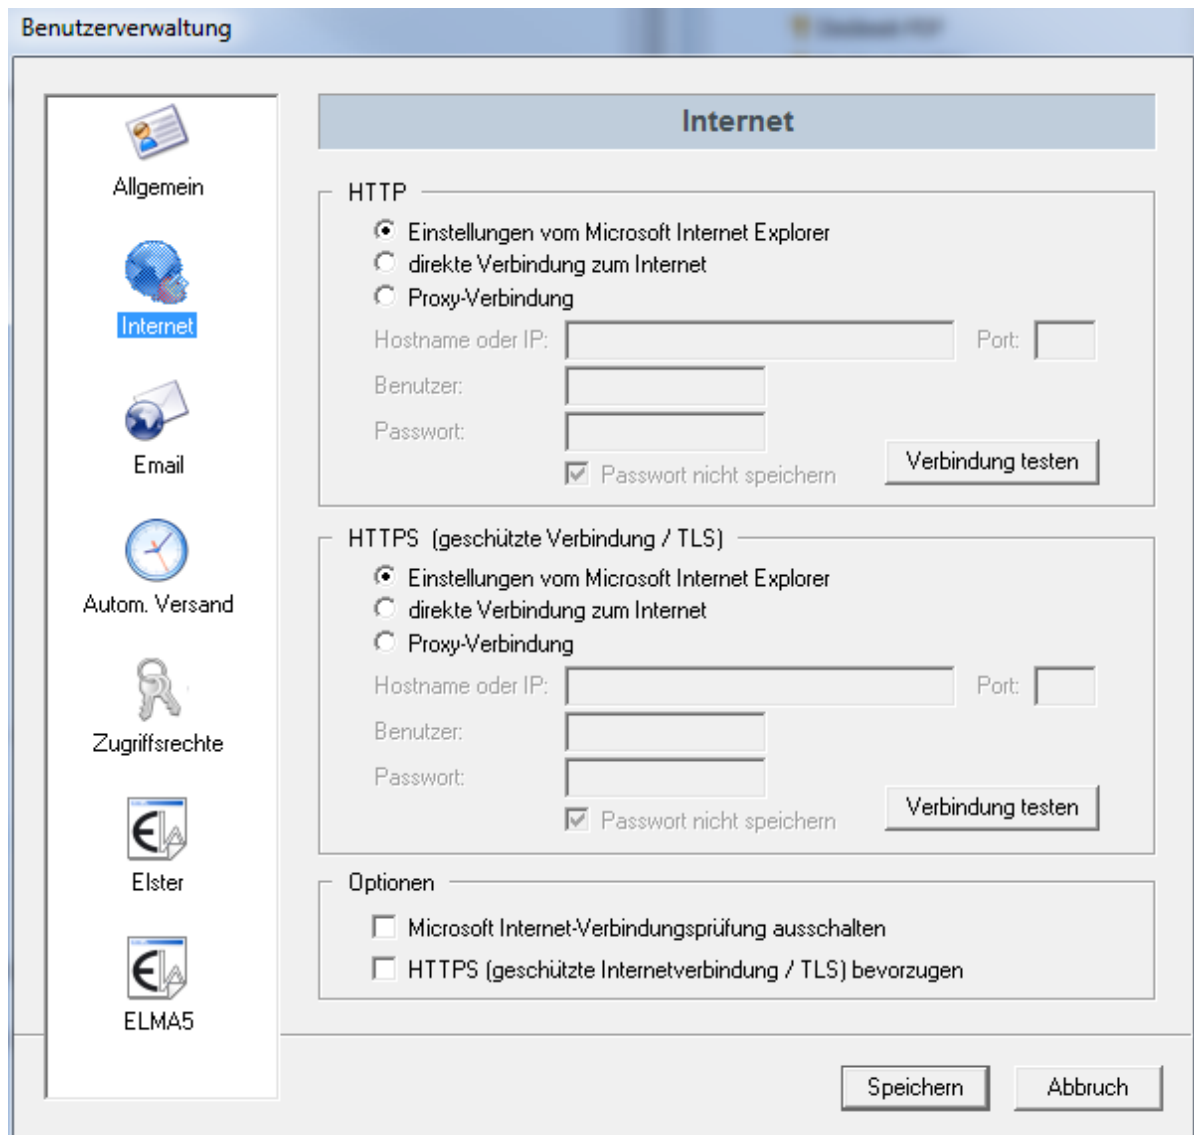 Benutzerverwaltung
Allgemein
Internet
Email
Autom. Versand
Zugriffsrechte
Elster
ELMA5
Internet
HTTP
Einstellungen vom Microsoft Internet Explorer
direkte Verbindung zum Internet
Proxy-Verbindung
Hostname oder IP: Port:
Benutzer:
Passwort:
Passwort nicht speichern
Verbindung testen
HTTPS (geschützte Verbindung / TLS)
Einstellungen vom Microsoft Internet Explorer
direkte Verbindung zum Internet
Proxy-Verbindung
Hostname oder IP: Port:
Benutzer:
Passwort:
Passwort nicht speichern
Verbindung testen
Optionen
Microsoft Internet-Verbindungsprüfung ausschalten
HTTPS (geschützte Internetverbindung / TLS) bevorzugen
Speichern Abbruch